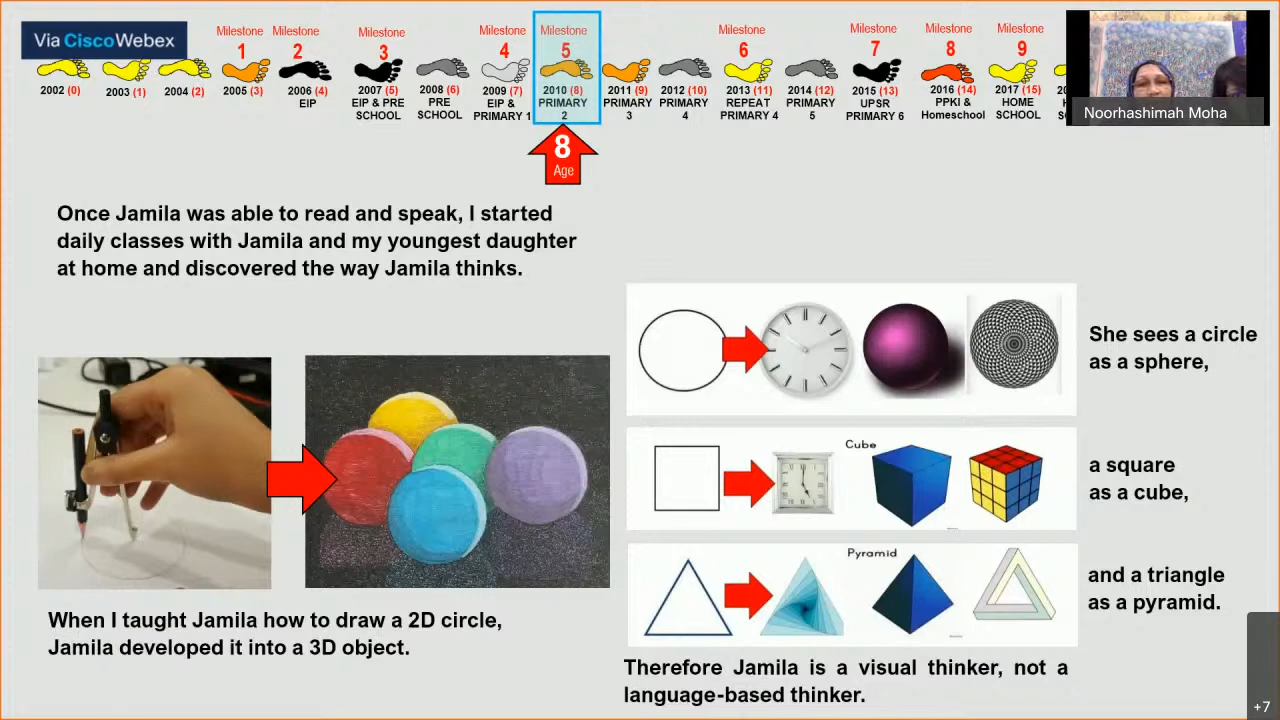 Via CiscoWebex
Milestone
1
Milestone
2
Milestone
3
Milestone
4
Milestone
5
Milestone
6
Milestone
7
Milestone
8
Milestone
9
2002 (0)
2003 (1)
2004 (2)
2005 (3)
2006 (4)
EIP
2007 (5)
EIP & PRE
SCHOOL
2008 (6)
PRE
SCHOOL
2009 (7)
EIP &
PRIMARY 1
2010 (8)
PRIMARY
2
2011 (9)
PRIMARY
3
2012 (10)
PRIMARY
4
2013 (11)
REPEAT
PRIMARY 4
2014 (12)
PRIMARY
5
2015 (13)
UPSR
PRIMARY 6
2016 (14)
PPKI &
Homeschool
2017 (15)
HOME
SCHOOL
Noorhashimah Moha
8
Age
Once Jamila was able to read and speak, I started
daily classes with Jamila and my youngest daughter
at home and discovered the way Jamila thinks.
She sees a circle
as a sphere,
Cube
a square
as a cube,
Pyramid
and a triangle
as a pyramid.
When I taught Jamila how to draw a 2D circle,
Jamila developed it into a 3D object.
Therefore Jamila is a visual thinker, not a
language-based thinker.
+7